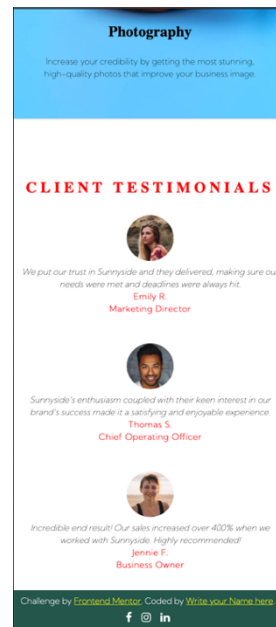 Photography
Increase your credibility by getting the most stunning,
high-quality photos that improve your business image.
CLIENT TESTIMONIALS
We put our trust in Sunnyside and they delivered, making sure our
needs were met and deadlines were always hit.
Emily R.
Marketing Director
Sunnyside's enthusiasm coupled with their keen interest in our
brand's success made it a satisfying and enjoyable experience.
Thomas S.
Chief Operating Officer
Incredible end result! Our sales increased over 400% when we
worked with Sunnyside. Highly recommended!
Jennie F.
Business Owner
Challenge by Frontend Mentor. Coded by Write your Name here.